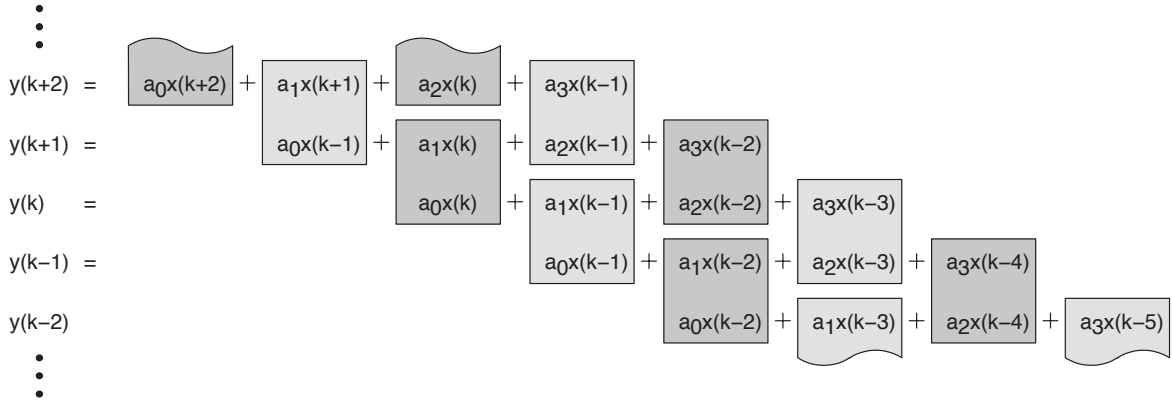 y(k+2) = a0x(k+2) + a1x(k+1) + a2x(k) + a3x(k−1)
y(k+1) = a0x(k−1) + a1x(k) + a2x(k−1) + a3x(k−2)
y(k) = a0x(k) + a1x(k−1) + a2x(k−2) + a3x(k−3)
y(k−1) = a0x(k−1) + a1x(k−2) + a2x(k−3) + a3x(k−4)
y(k−2) a0x(k−2) + a1x(k−3) + a2x(k−4) + a3x(k−5)